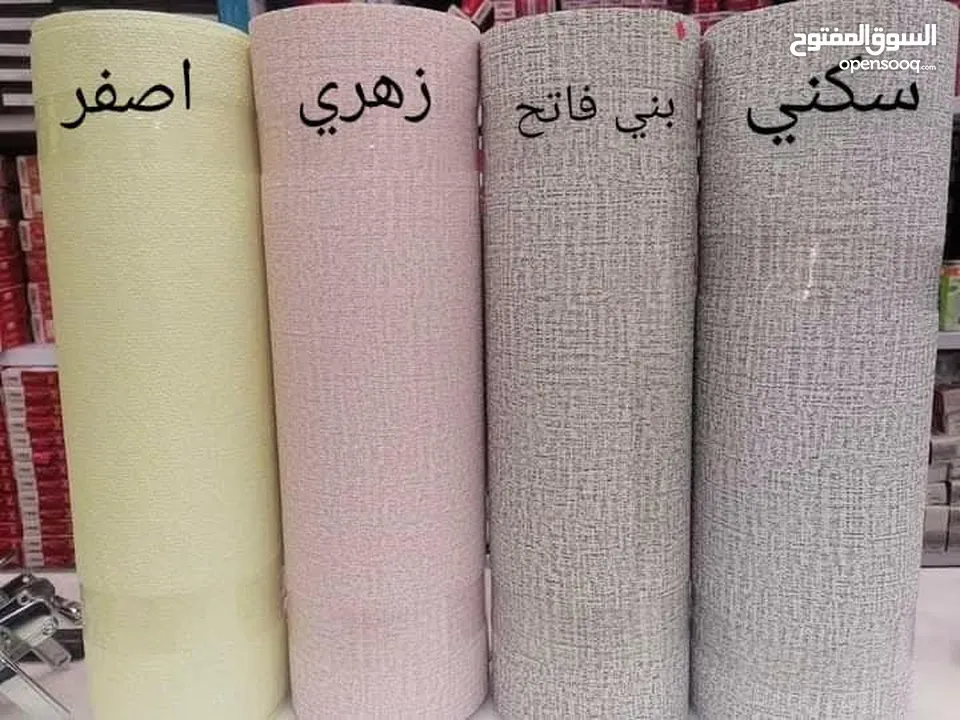 السوق المفتوح
opensooq.com
سكني
بني فاتح
زهري
اصفر